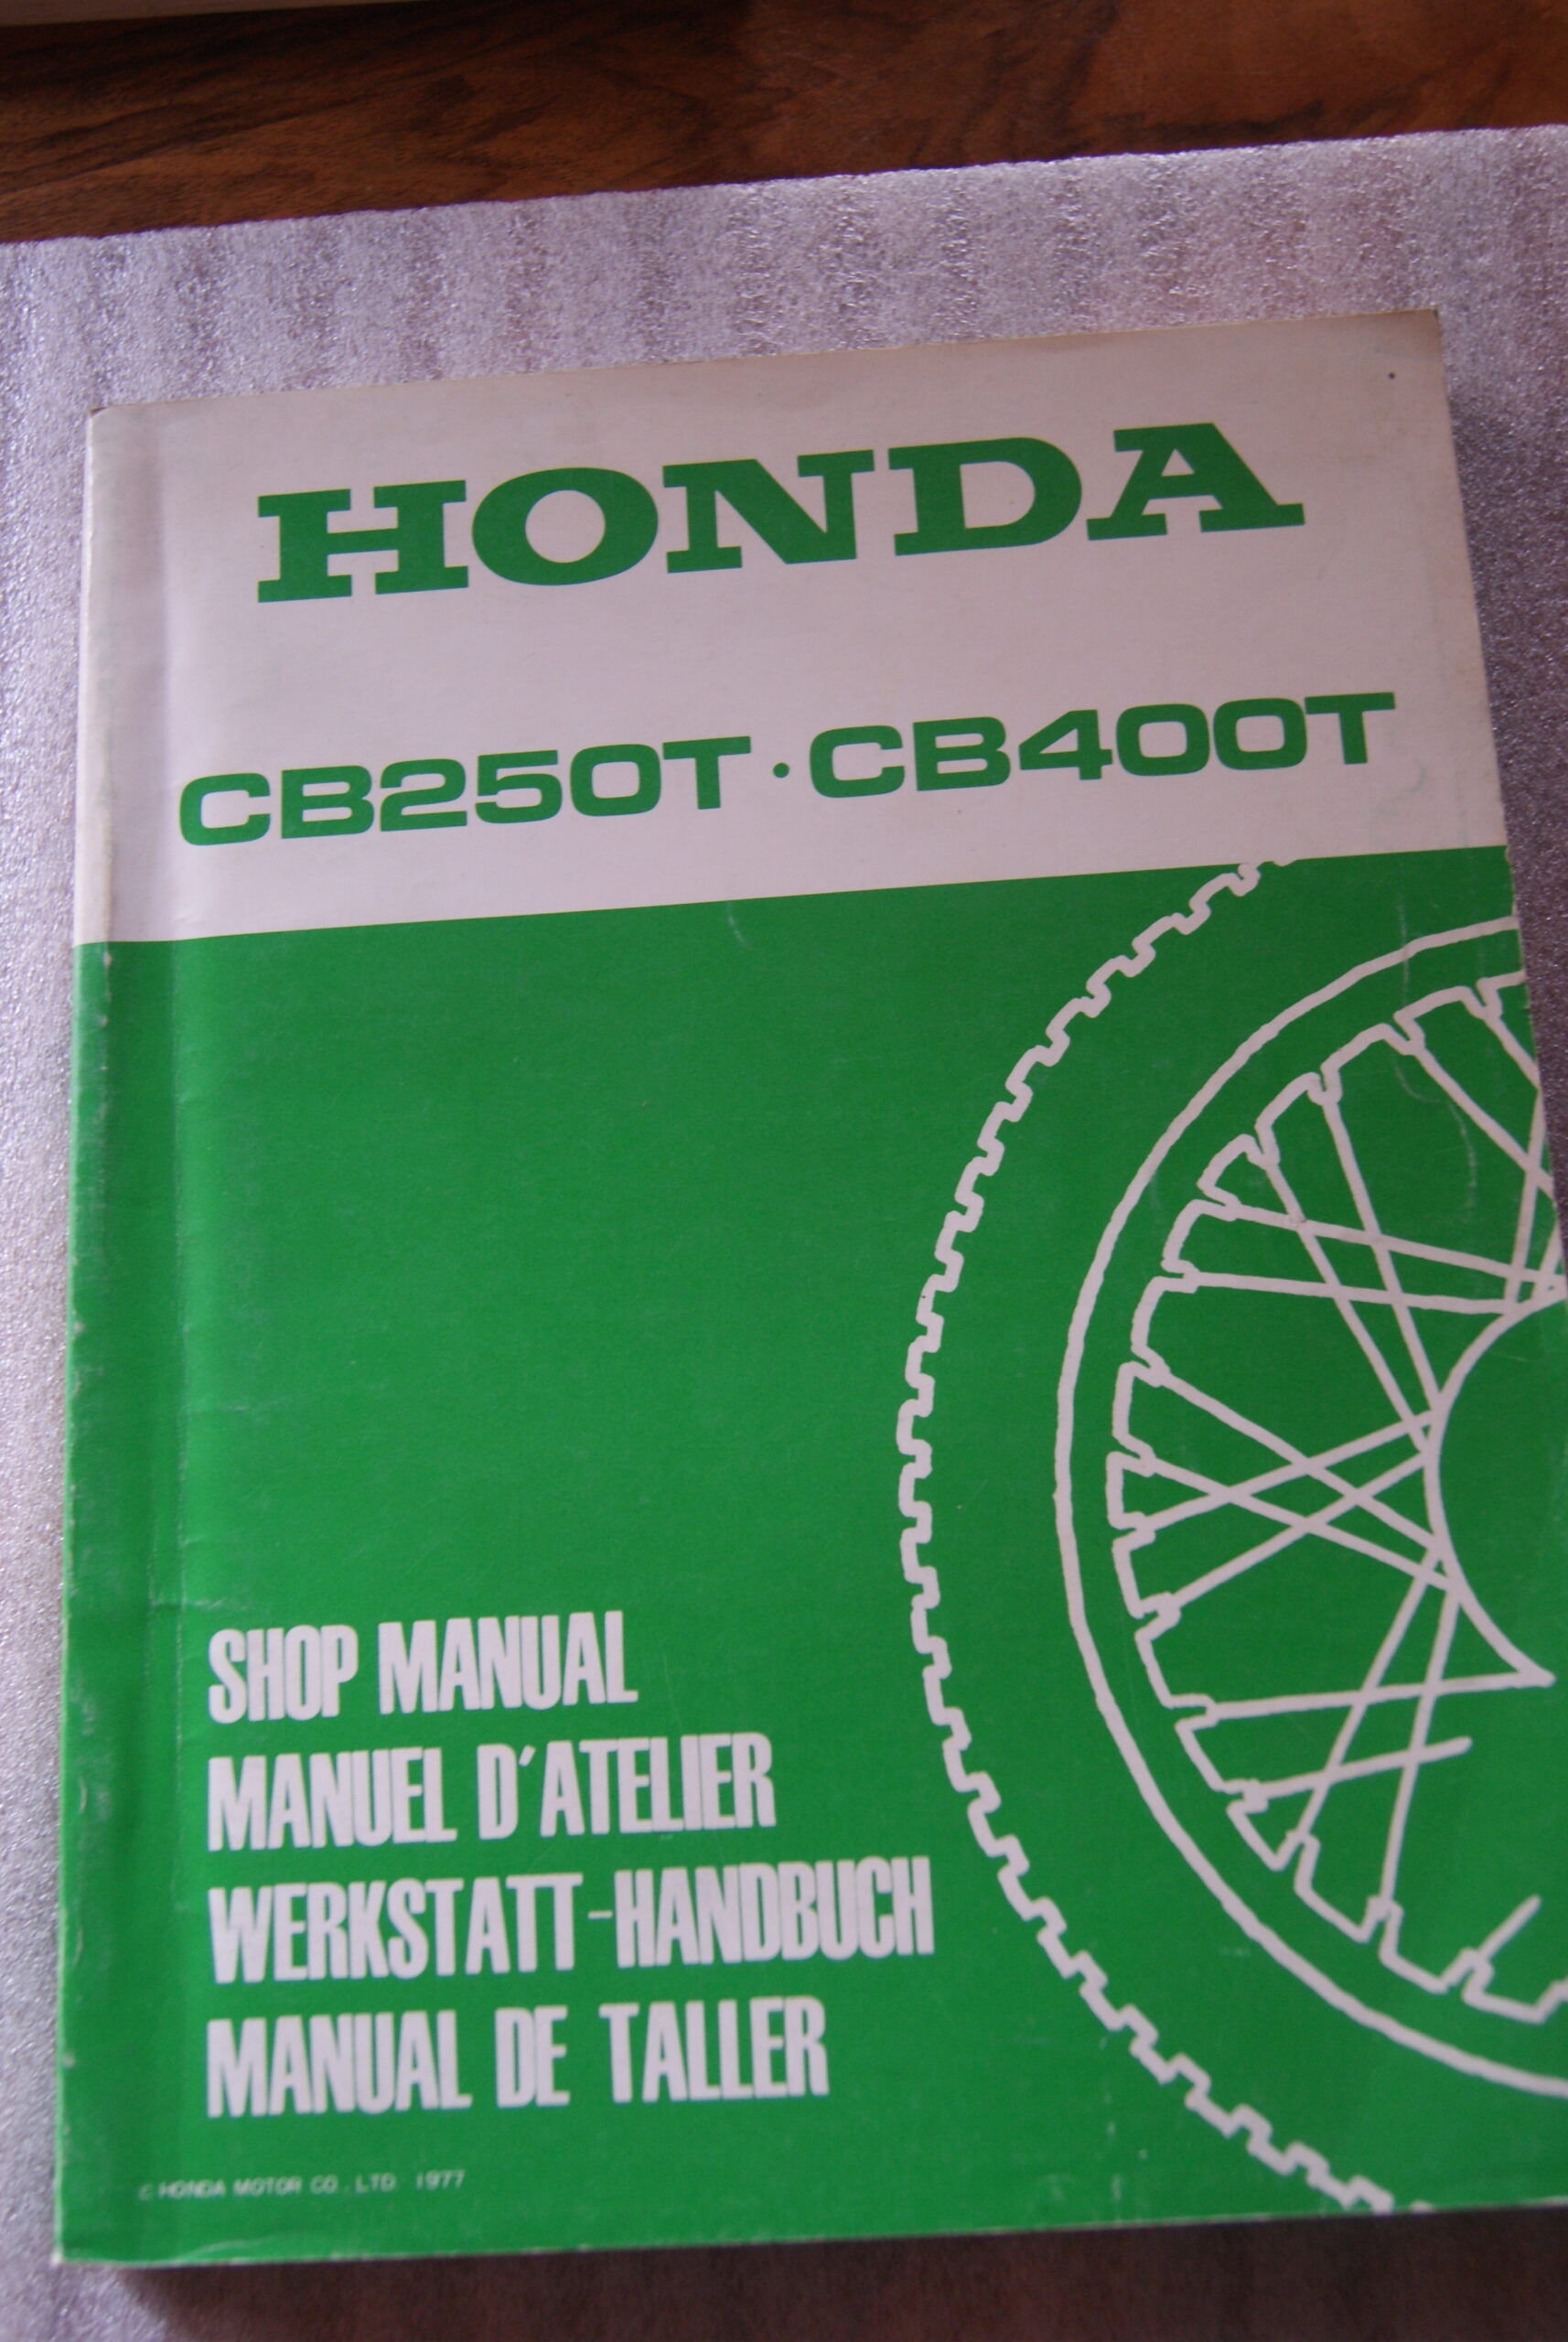 HONDA
CB250T·CB400T
SHOP MANUAL
MANUEL D'ATELIER
WERKSTATT-HANDBUCH
MANUAL DE TALLER
© HONDA MOTOR CO., LTD. 1977